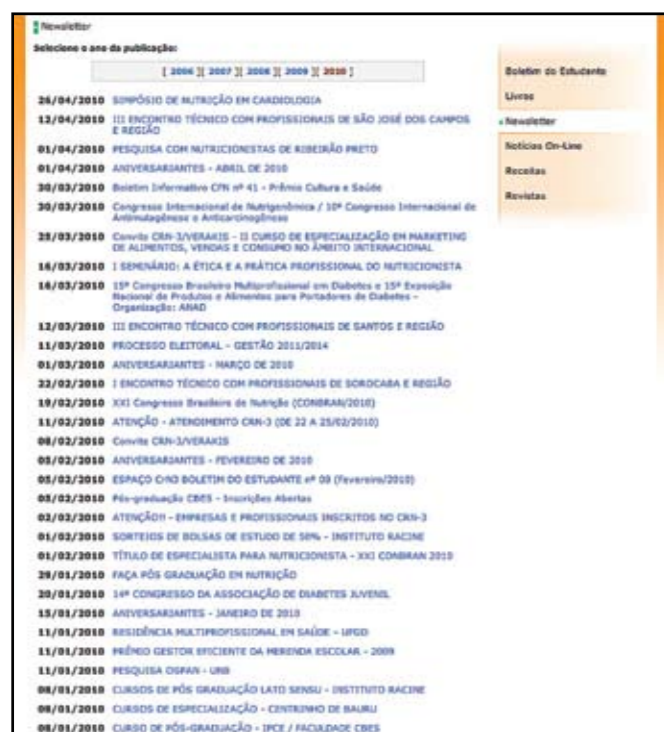 Newsletter
Selecione o ano da publicação:
[ 2006 ][ 2007 ][ 2008 ][ 2009 ][ 2010 ]
26/04/2010 SIMPÓSIO DE NUTRIÇÃO EM CARDIOLOGIA
12/04/2010 III ENCONTRO TÉCNICO COM PROFISSIONAIS DE SÃO JOSÉ DOS CAMPOS
E REGIÃO
01/04/2010 PESQUISA COM NUTRICIONISTAS DE RIBEIRÃO PRETO
01/04/2010 ANIVERSARIANTES - ABRIL DE 2010
30/03/2010 Boletim Informativo CFN nº 41 - Prêmio Cultura e Saúde
30/03/2010 Congresso Internacional de Nutrigenômica / 10º Congresso Internacional de
Antimutagênese e Anticarcinogênese
25/03/2010 Convite CRN-3/VERAKIS - II CURSO DE ESPECIALIZAÇÃO EM MARKETING
DE ALIMENTOS, VENDAS E CONSUMO NO ÂMBITO INTERNACIONAL
16/03/2010 I SEMINÁRIO: A ÉTICA E A PRÁTICA PROFISSIONAL DO NUTRICIONISTA
16/03/2010 15º Congresso Brasileiro Multiprofissional em Diabetes e 15ª Exposição
Nacional de Produtos e Alimentos para Portadores de Diabetes -
Organização: ANAD
12/03/2010 III ENCONTRO TÉCNICO COM PROFISSIONAIS DE SANTOS E REGIÃO
11/03/2010 PROCESSO ELEITORAL - GESTÃO 2011/2014
01/03/2010 ANIVERSARIANTES - MARÇO DE 2010
22/02/2010 I ENCONTRO TÉCNICO COM PROFISSIONAIS DE SOROCABA E REGIÃO
19/02/2010 XXI Congresso Brasileiro de Nutrição (CONBRAN/2010)
11/02/2010 ATENÇÃO - ATENDIMENTO CRN-3 (DE 22 A 25/02/2010)
08/02/2010 Convite CRN-3/VERAKIS
05/02/2010 ANIVERSARIANTES - FEVEREIRO DE 2010
05/02/2010 ESPAÇO CRN3 BOLETIM DO ESTUDANTE nº 03 (Fevereiro/2010)
05/02/2010 Pós-graduação CBES - Inscrições Abertas
02/02/2010 ATENÇÃO!! - EMPRESAS E PROFISSIONAIS INSCRITOS NO CRN-3
01/02/2010 SORTEIOS DE BOLSAS DE ESTUDO DE 50% - INSTITUTO RACINE
01/02/2010 TÍTULO DE ESPECIALISTA PARA NUTRICIONISTA - XXI CONBRAN 2010
29/01/2010 FAÇA PÓS GRADUAÇÃO EM NUTRIÇÃO
20/01/2010 14º CONGRESSO DA ASSOCIAÇÃO DE DIABETES JUVENIL
15/01/2010 ANIVERSARIANTES - JANEIRO DE 2010
11/01/2010 RESIDÊNCIA MULTIPROFISSIONAL EM SAÚDE - UFGD
11/01/2010 PRÊMIO GESTOR EFICIENTE DA MERENDA ESCOLAR - 2009
11/01/2010 PESQUISA OSPAN - UNB
08/01/2010 CURSOS DE PÓS GRADUAÇÃO LATO SENSU - INSTITUTO RACINE
08/01/2010 CURSOS DE ESPECIALIZAÇÃO - CENTRINHO DE BAURU
08/01/2010 CURSO DE PÓS-GRADUAÇÃO - IPCE / FACULDADE CBES
Boletim do Estudante
Livros
Newsletter
Notícias On-Line
Receitas
Revistas